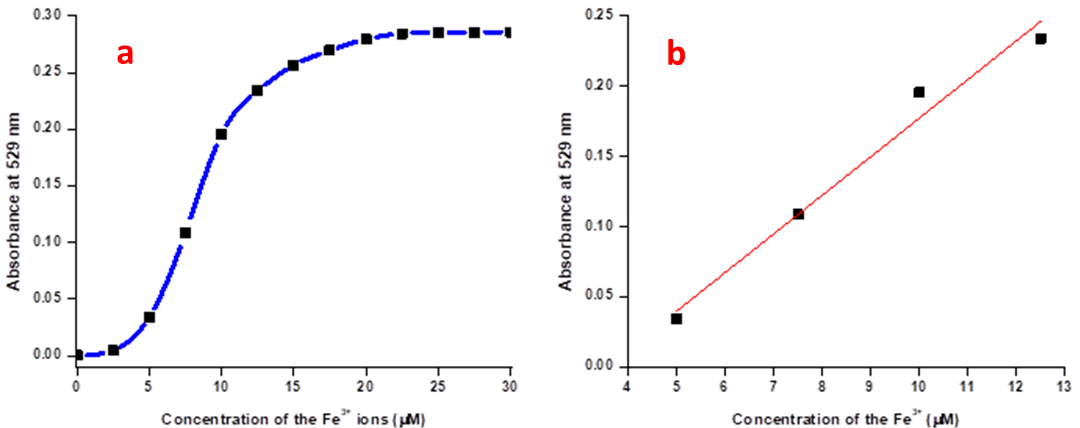 a
0.30
0.25
0.20
0.15
0.10
0.05
0.00
Absorbance at 529 nm
0 5 10 15 20 25 30
Concentration of the Fe³⁺ ions (µM)
b
0.25
0.20
0.15
0.10
0.05
0.00
Absorbance at 529 nm
4 5 6 7 8 9 10 11 12 13
Concentration of the Fe³⁺ (µM)